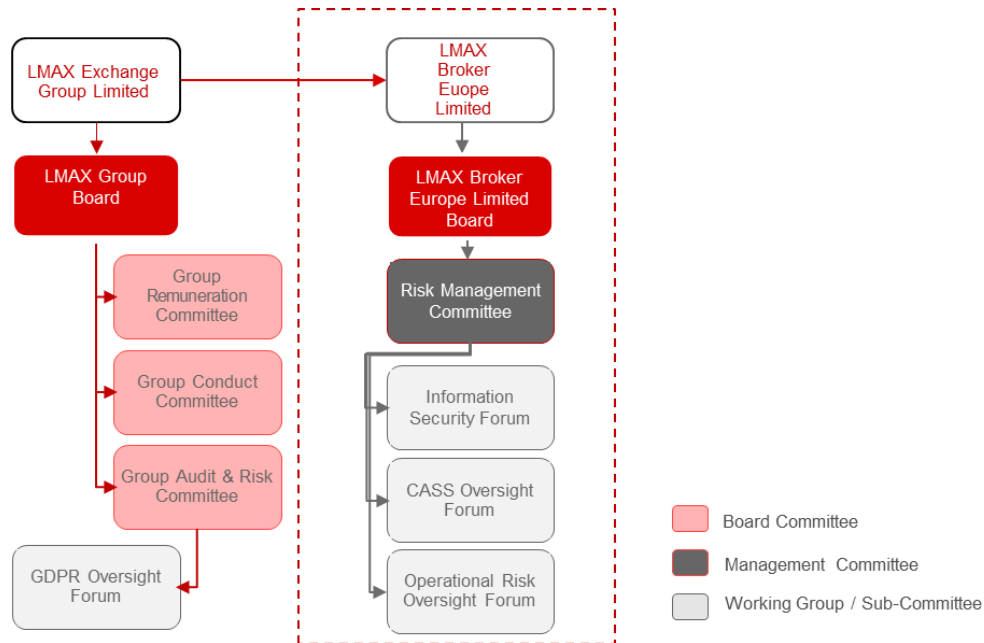 LMAX Exchange
Group Limited
LMAX
Broker
Euope
Limited
LMAX Group
Board
LMAX Broker
Europe Limited
Board
Group
Remuneration
Committee
Risk Management
Committee
Group Conduct
Committee
Information
Security Forum
Group Audit & Risk
Committee
CASS Oversight
Forum
GDPR Oversight
Forum
Operational Risk
Oversight Forum
Board Committee
Management Committee
Working Group / Sub-Committee